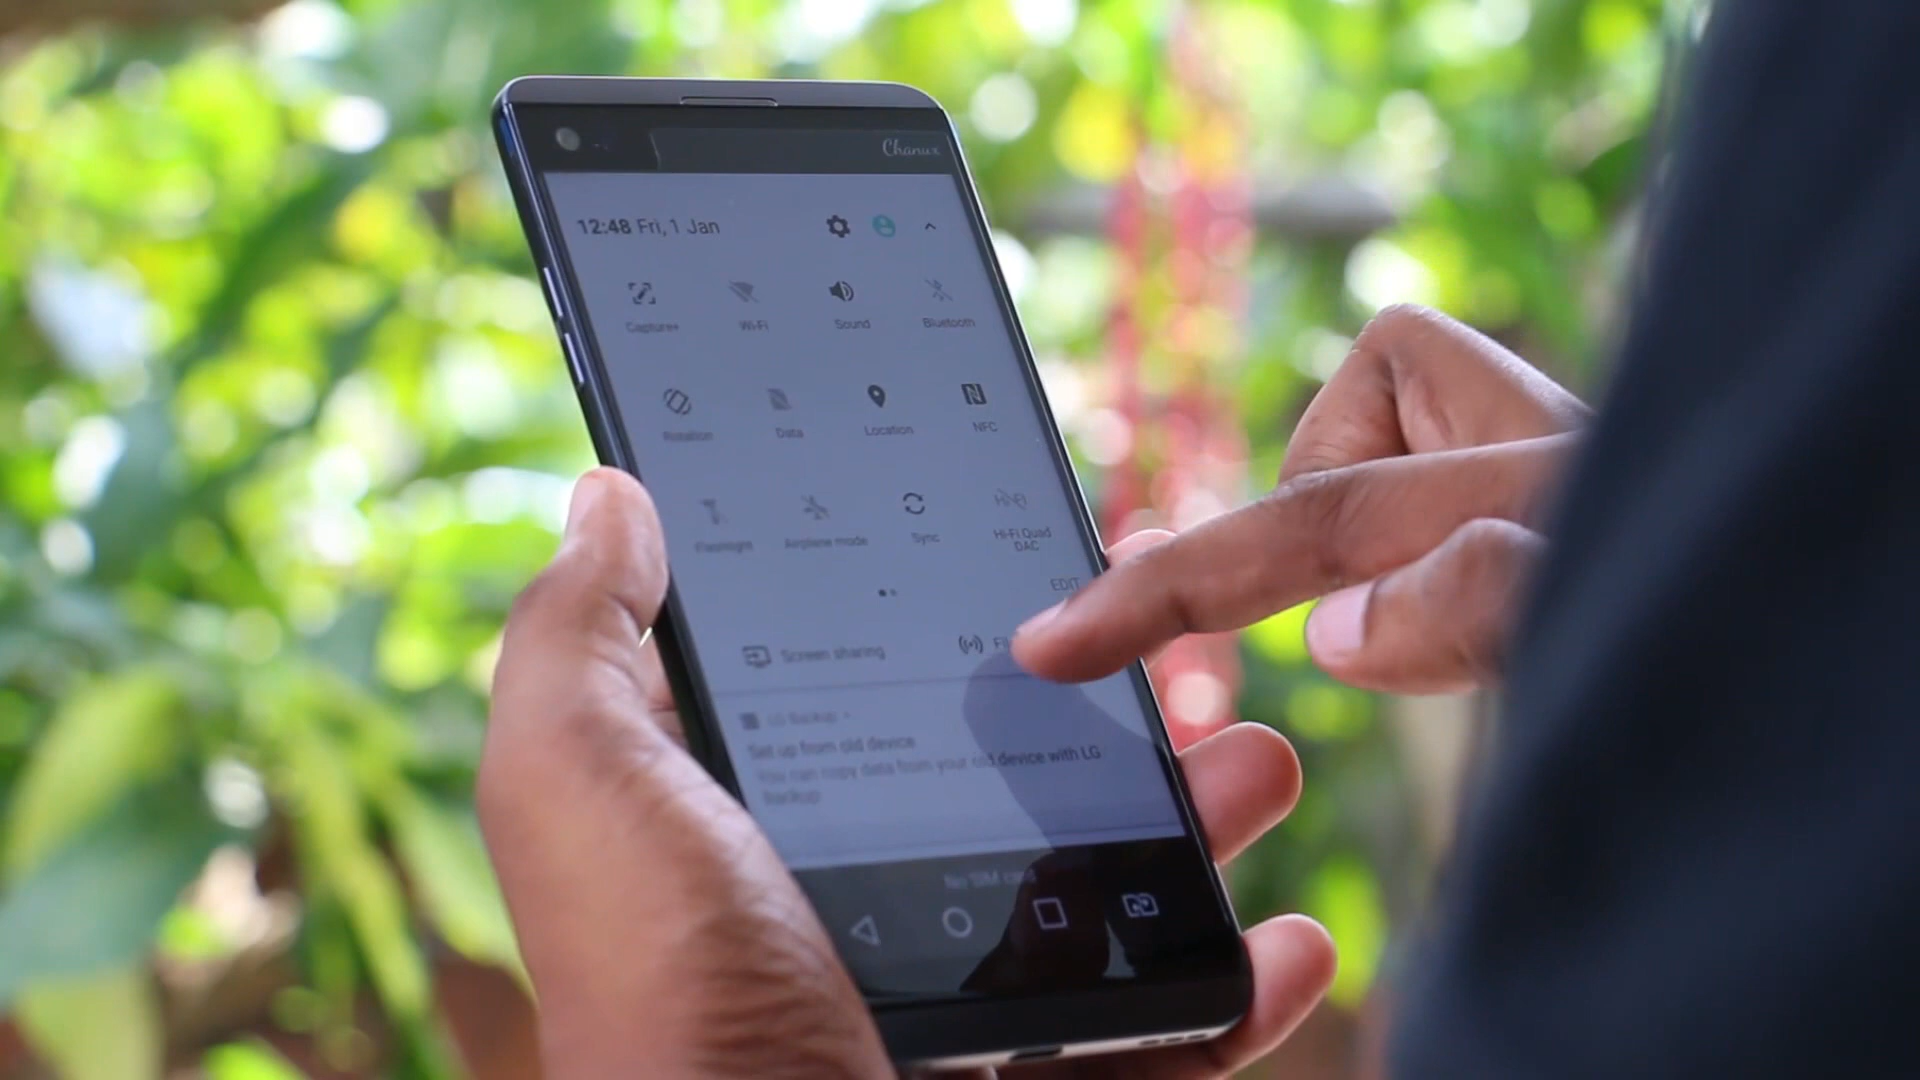 Chanux
12:48 Fri, 1 Jan
Capture+ Wi-Fi Sound Bluetooth
Rotation Data Location NFC
HiFi
Flashlight Airplane mode Sync Hi-Fi Quad
DAC
EDIT
Screen sharing
LG Backup
Set up from old device
You can copy data from your old device with LG
Backup
No SIM card